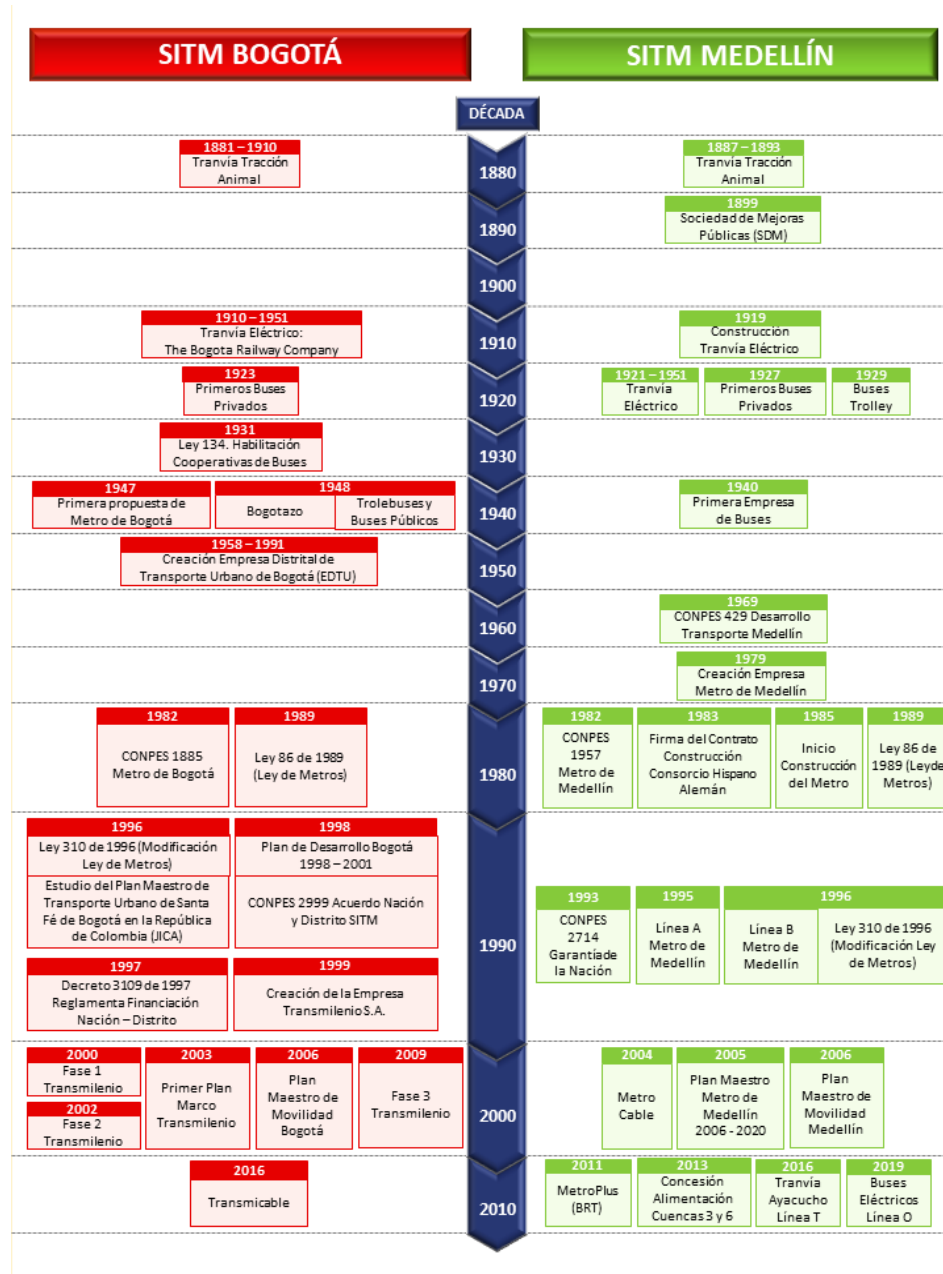 SITM BOGOTÁ
SITM MEDELLÍN
DÉCADA
1881 – 1910
Tranvía Tracción
Animal
1880
1887 – 1893
Tranvía Tracción
Animal
1890
1899
Sociedad de Mejoras
Públicas (SDM)
1900
1910 – 1951
Tranvía Eléctrico:
The Bogota Railway Company
1910
1919
Construcción
Tranvía Eléctrico
1923
Primeros Buses
Privados
1920
1921 – 1951
Tranvía
Eléctrico
1927
Primeros Buses
Privados
1929
Buses
Trolley
1931
Ley 134. Habilitación
Cooperativas de Buses
1930
1947
Primera propuesta de
Metro de Bogotá
1948
Bogotazo
Trolebuses y
Buses Públicos
1940
1940
Primera Empresa
de Buses
1958 – 1991
Creación Empresa Distrital de
Transporte Urbano de Bogotá (EDTU)
1950
1960
1969
CONPES 429 Desarrollo
Transporte Medellín
1970
1979
Creación Empresa
Metro de Medellín
1982
CONPES 1885
Metro de Bogotá
1989
Ley 86 de 1989
(Ley de Metros)
1980
1982
CONPES
1957
Metro de
Medellín
1983
Firma del Contrato
Construcción
Consorcio Hispano
Alemán
1985
Inicio
Construcción
del Metro
1989
Ley 86 de
1989 (Leyde
Metros)
1996
Ley 310 de 1996 (Modificación
Ley de Metros)
Estudio del Plan Maestro de
Transporte Urbano de Santa
Fé de Bogotá en la República
de Colombia (JICA)
1998
Plan de Desarrollo Bogotá
1998 – 2001
CONPES 2999 Acuerdo Nación
y Distrito SITM
1997
Decreto 3109 de 1997
Reglamenta Financiación
Nación – Distrito
1999
Creación de la Empresa
Transmilenio S.A.
1990
1993
CONPES
2714
Garantía de
la Nación
1995
Línea A
Metro de
Medellín
1996
Línea B
Metro de
Medellín
Ley 310 de 1996
(Modificación Ley
de Metros)
2000
Fase 1
Transmilenio
2002
Fase 2
Transmilenio
2003
Primer Plan
Marco
Transmilenio
2006
Plan
Maestro de
Movilidad
Bogotá
2009
Fase 3
Transmilenio
2000
2004
Metro
Cable
2005
Plan Maestro
Metro de
Medellín
2006 - 2020
2006
Plan
Maestro de
Movilidad
Medellín
2016
Transmicable
2010
2011
MetroPlus
(BRT)
2013
Concesión
Alimentación
Cuencas 3 y 6
2016
Tranvía
Ayacucho
Línea T
2019
Buses
Eléctricos
Línea O